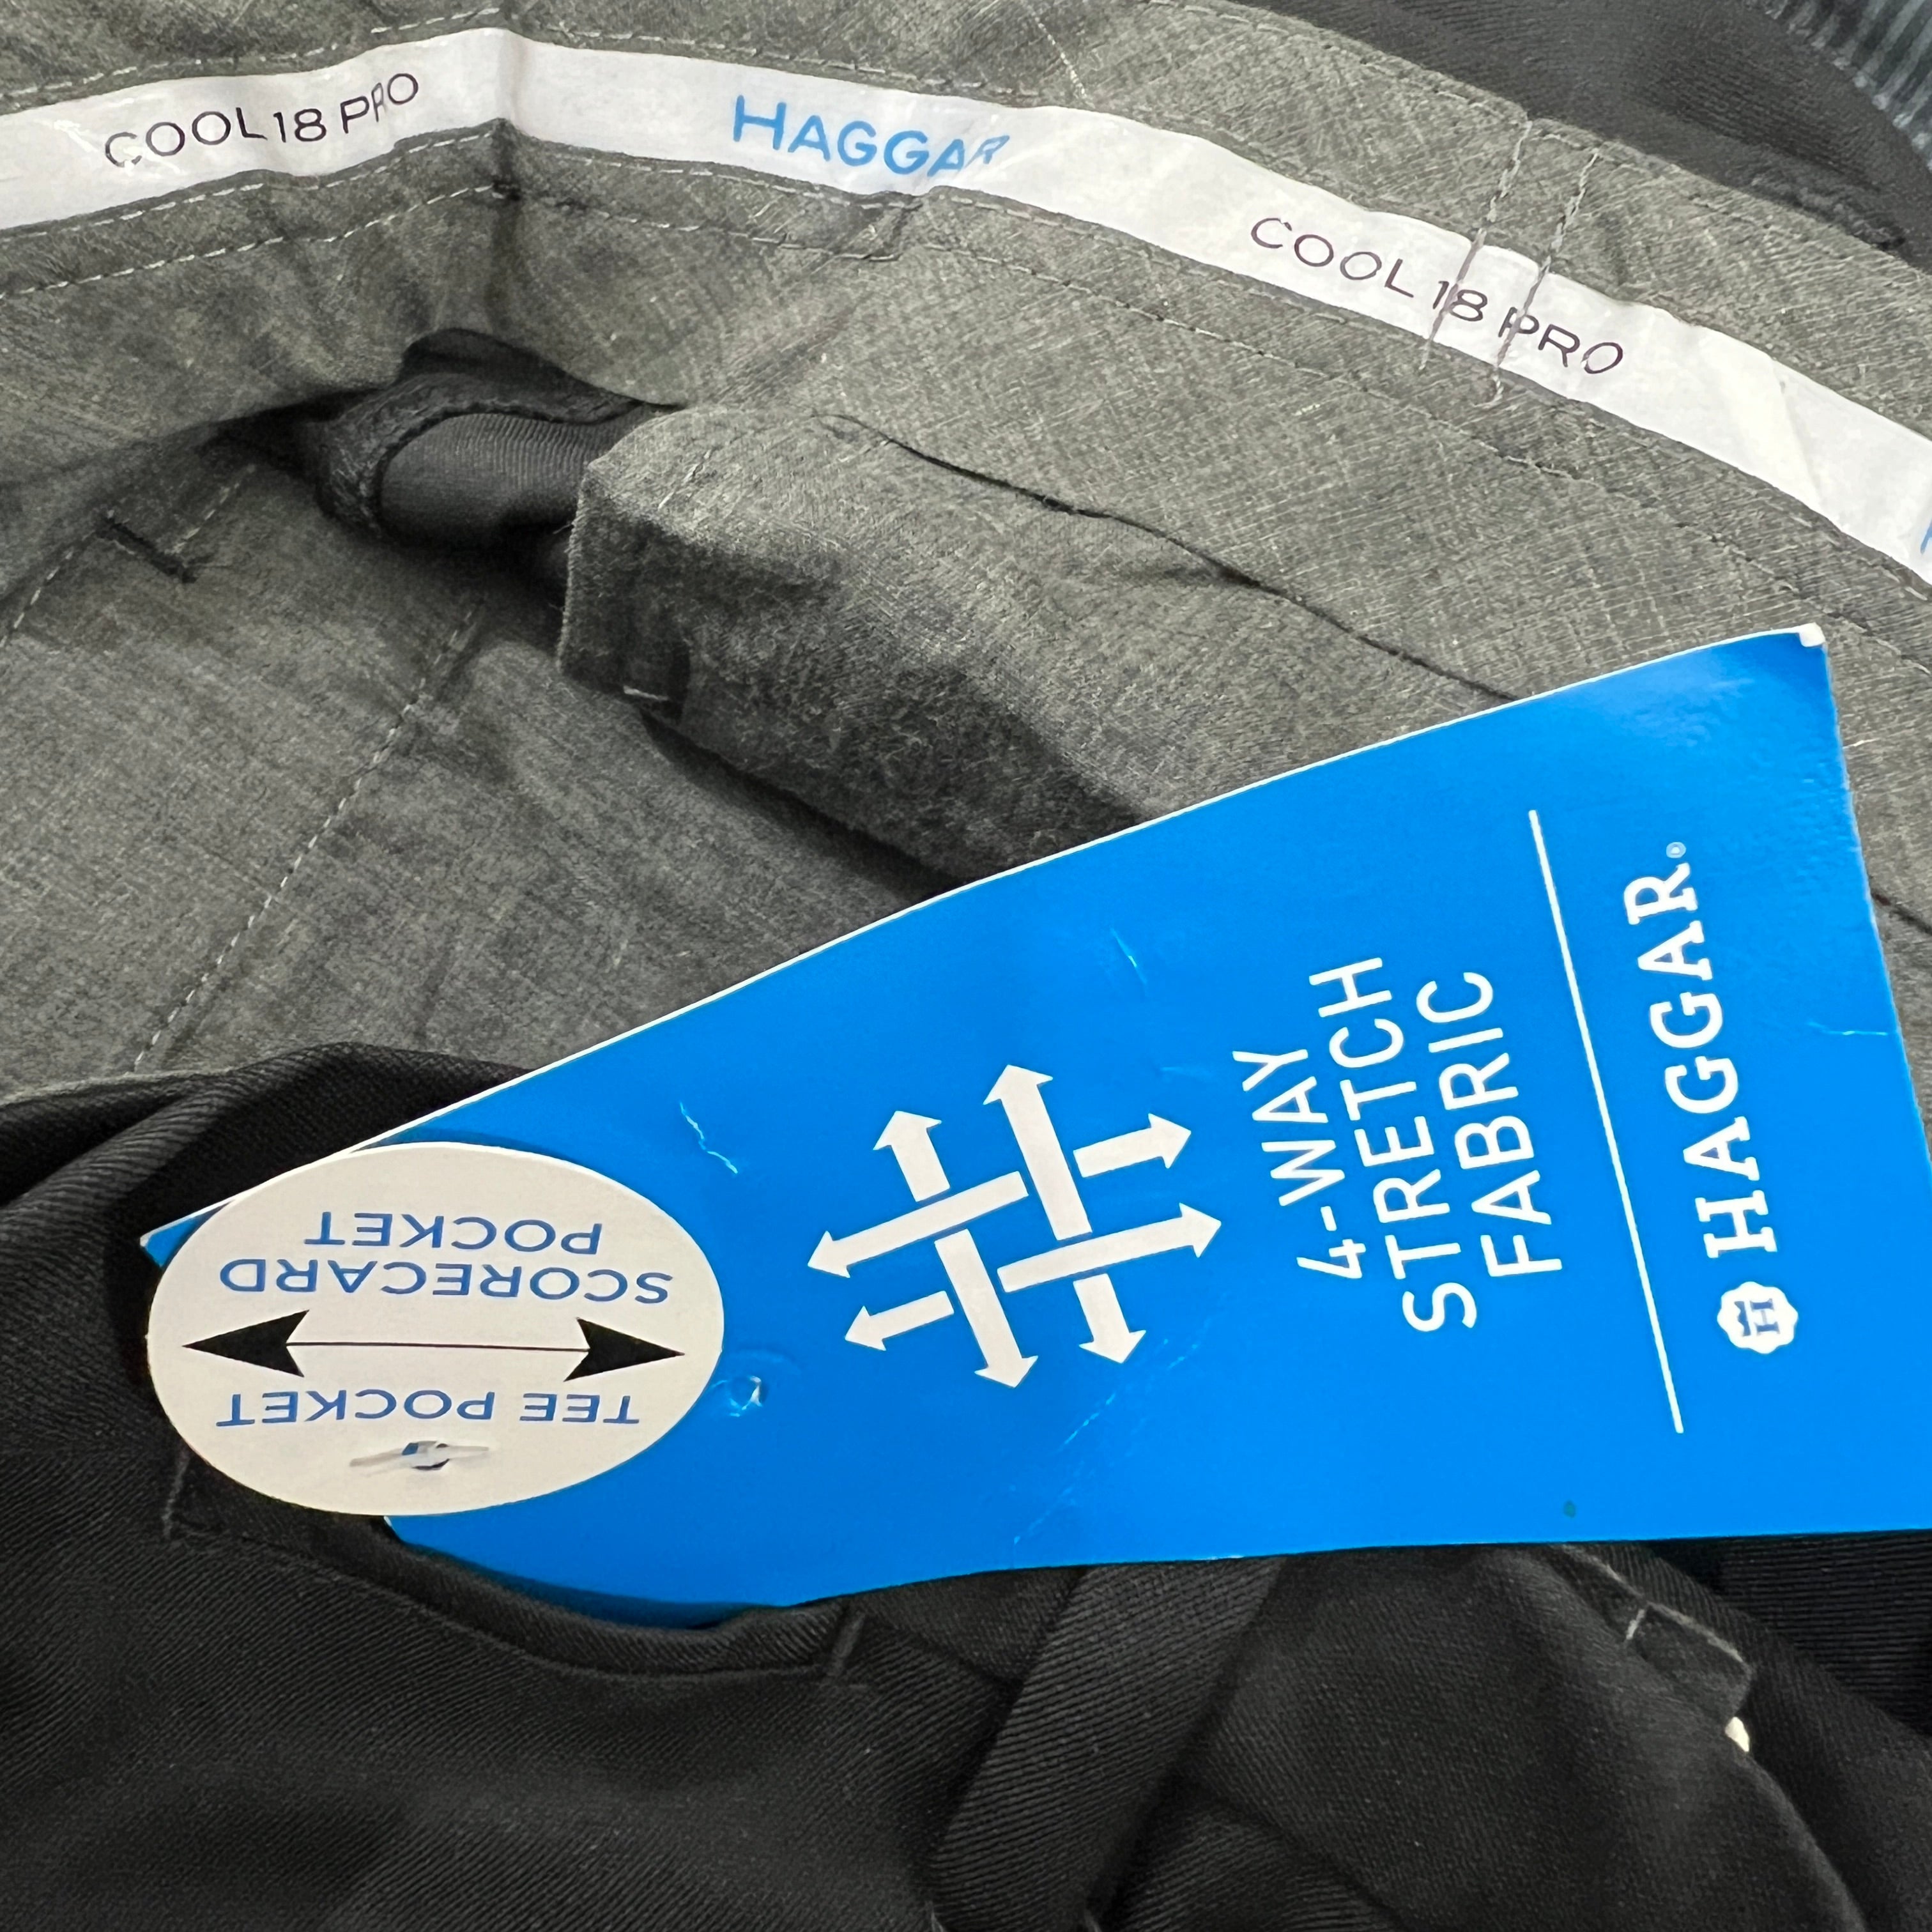 COOL 18 PRO
HAGGAR
COOL 18 PRO
4-WAY
STRETCH
FABRIC
HAGGAR®
H
TEE POCKET
SCORECARD
POCKET